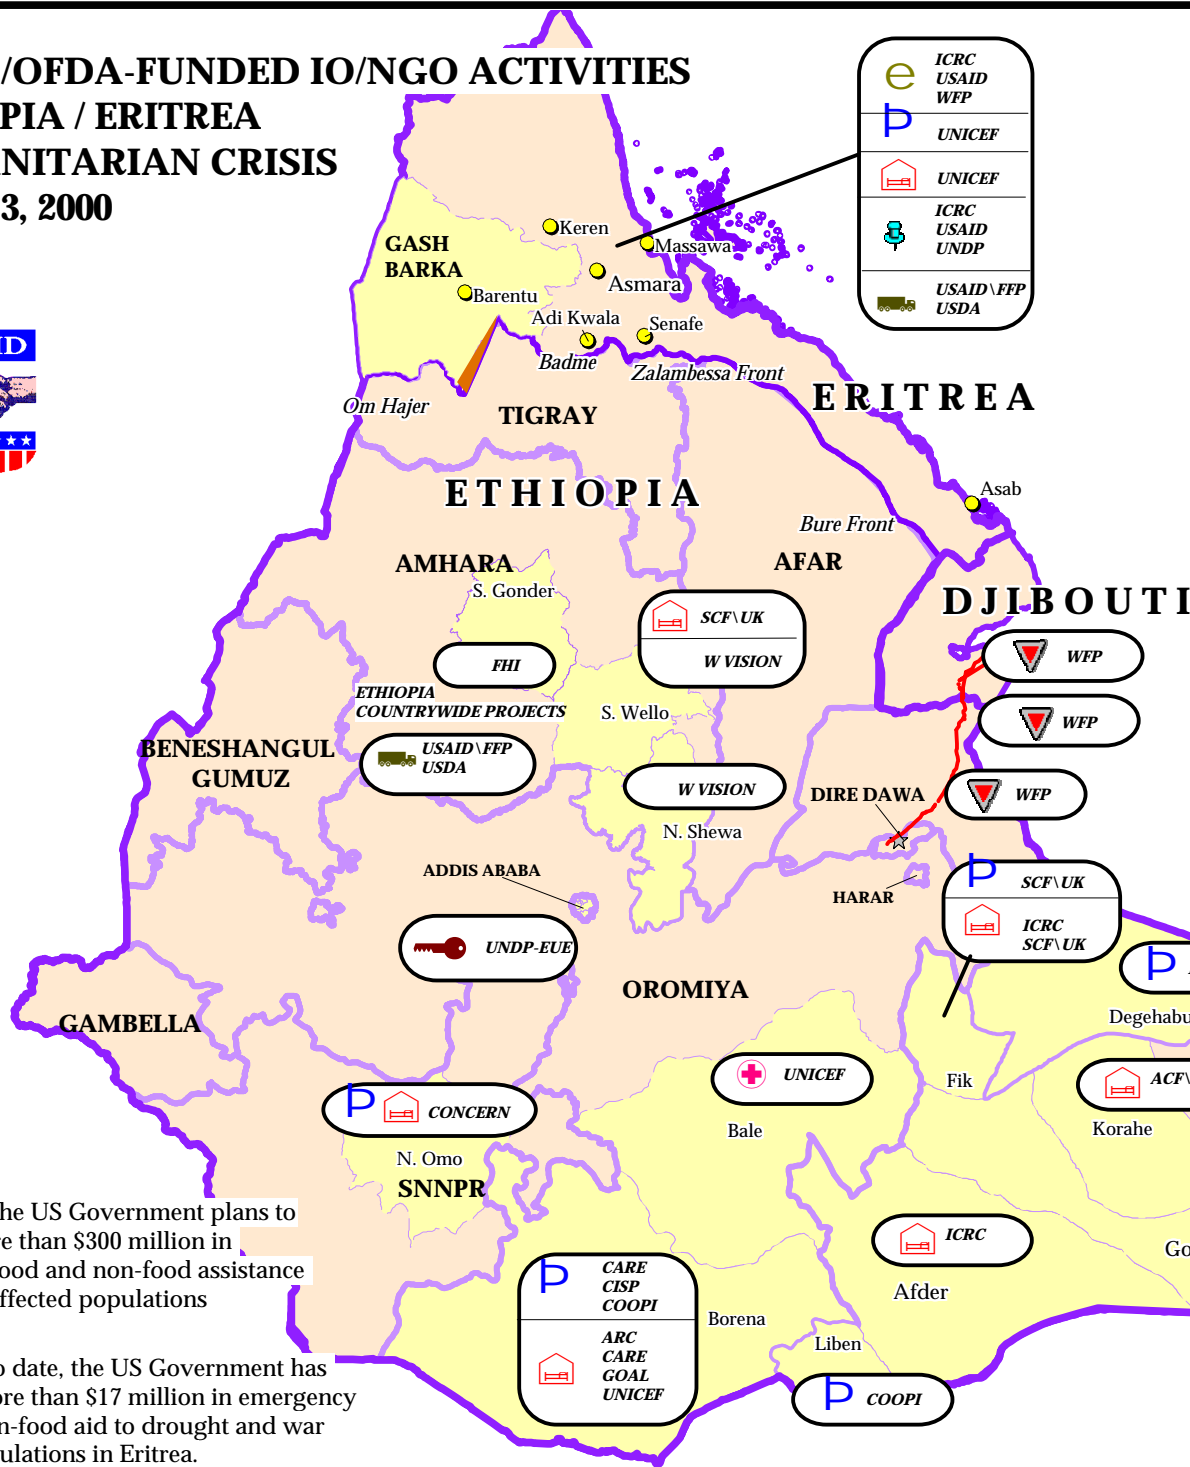 /OFDA-FUNDED IO/NGO ACTIVITIES
PIA / ERITREA
ANITARIAN CRISIS
3, 2000
ICRC
USAID
WFP
UNICEF
UNICEF
ICRC
USAID
UNDP
USAID\FFP
USDA
Keren
GASH
BARKA
Massawa
Asmara
Barentu
Adi Kwala
Senafe
ID
Badme
Zalambessa Front
Om Hajer
TIGRAY
ERITREA
ETHIOPIA
Asab
Bure Front
AMHARA
AFAR
S. Gonder
DJIBOUTI
SCF\UK
W VISION
FHI
WFP
ETHIOPIA
COUNTRYWIDE PROJECTS
S. Wello
WFP
BENESHANGUL
GUMUZ
USAID\FFP
USDA
W VISION
DIRE DAWA
WFP
N. Shewa
ADDIS ABABA
HARAR
SCF\UK
ICRC
SCF\UK
UNDP-EUE
OROMIYA
GAMBELLA
Degehabu
UNICEF
Fik
ACF\
CONCERN
Bale
Korahe
N. Omo
SNNPR
he US Government plans to
re than $300 million in
ood and non-food assistance
ffected populations
ICRC
Go
CARE
CISP
COOPI
Afder
Borena
ARC
CARE
GOAL
UNICEF
Liben
o date, the US Government has
ore than $17 million in emergency
n-food aid to drought and war
ulations in Eritrea.
COOPI